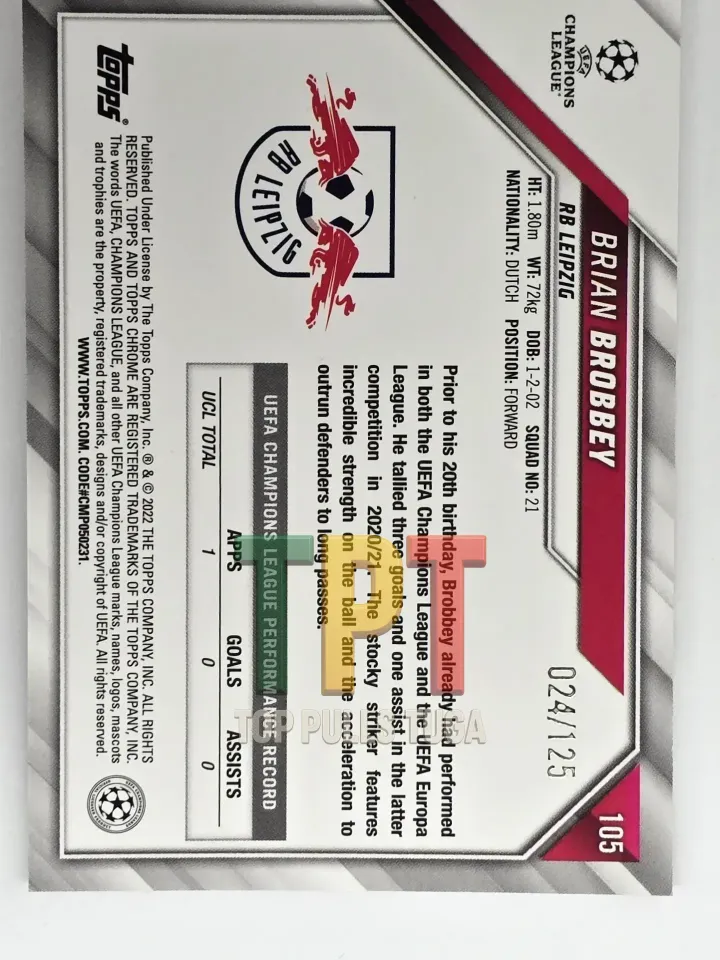 UEFA
CHAMPIONS
LEAGUE®
BRIAN BROBBEY
RB LEIPZIG
HT: 1.80m WT: 72kg DOB: 1-2-02 SQUAD NO: 21
NATIONALITY: DUTCH POSITION: FORWARD
024/125
105
RB LEIPZIG
Prior to his 20th birthday, Brobbey already had performed
in both the UEFA Champions League and the UEFA Europa
League. He tallied three goals and one assist in the latter
competition in 2020/21. The stocky striker features
incredible strength on the ball and the acceleration to
outrun defenders to long passes.
UEFA CHAMPIONS LEAGUE PERFORMANCE RECORD
APPS GOALS ASSISTS
UCL TOTAL 1 0 0
TPT
TOP PULLS TUGA
topps®
Published Under License by The Topps Company, Inc. ® & © 2022 THE TOPPS COMPANY, INC. ALL RIGHTS
RESERVED. TOPPS AND TOPPS CHROME ARE REGISTERED TRADEMARKS OF THE TOPPS COMPANY, INC.
The words UEFA, CHAMPIONS LEAGUE, and all other UEFA Champions League marks, names, logos, mascots
and trophies are the property, registered trademarks, designs and/or copyright of UEFA. All rights reserved.
WWW.TOPPS.COM. CODE#CMP050231.